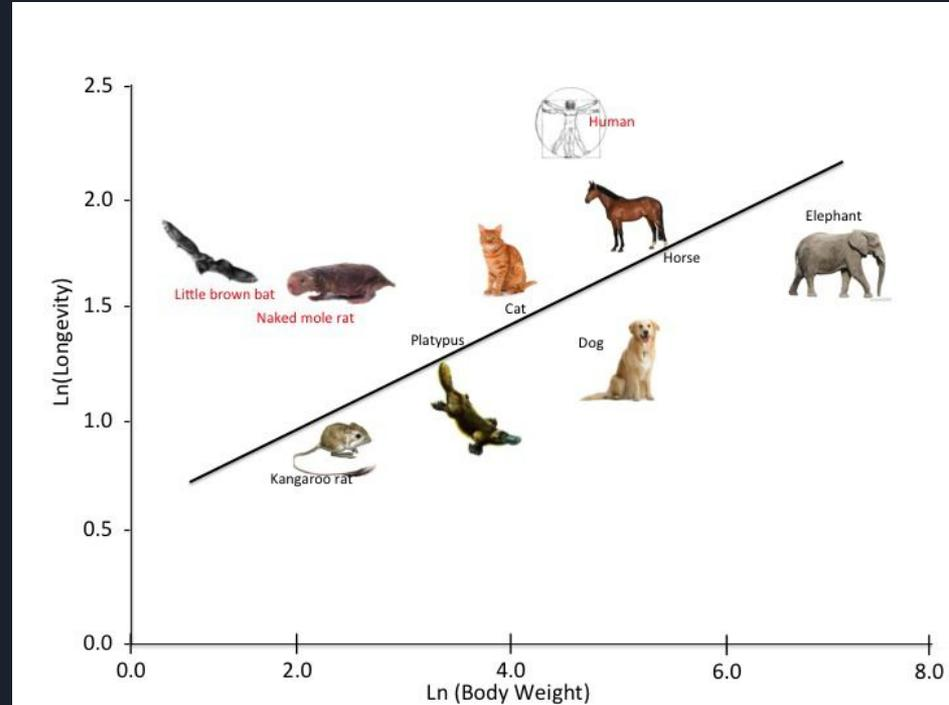 2.5
Human
2.0
Elephant
Horse
Little brown bat
1.5
Naked mole rat
Cat
Platypus
Dog
Ln(Longevity)
1.0
Kangaroo rat
0.5
0.0
0.0 2.0 4.0 6.0 8.0
Ln (Body Weight)